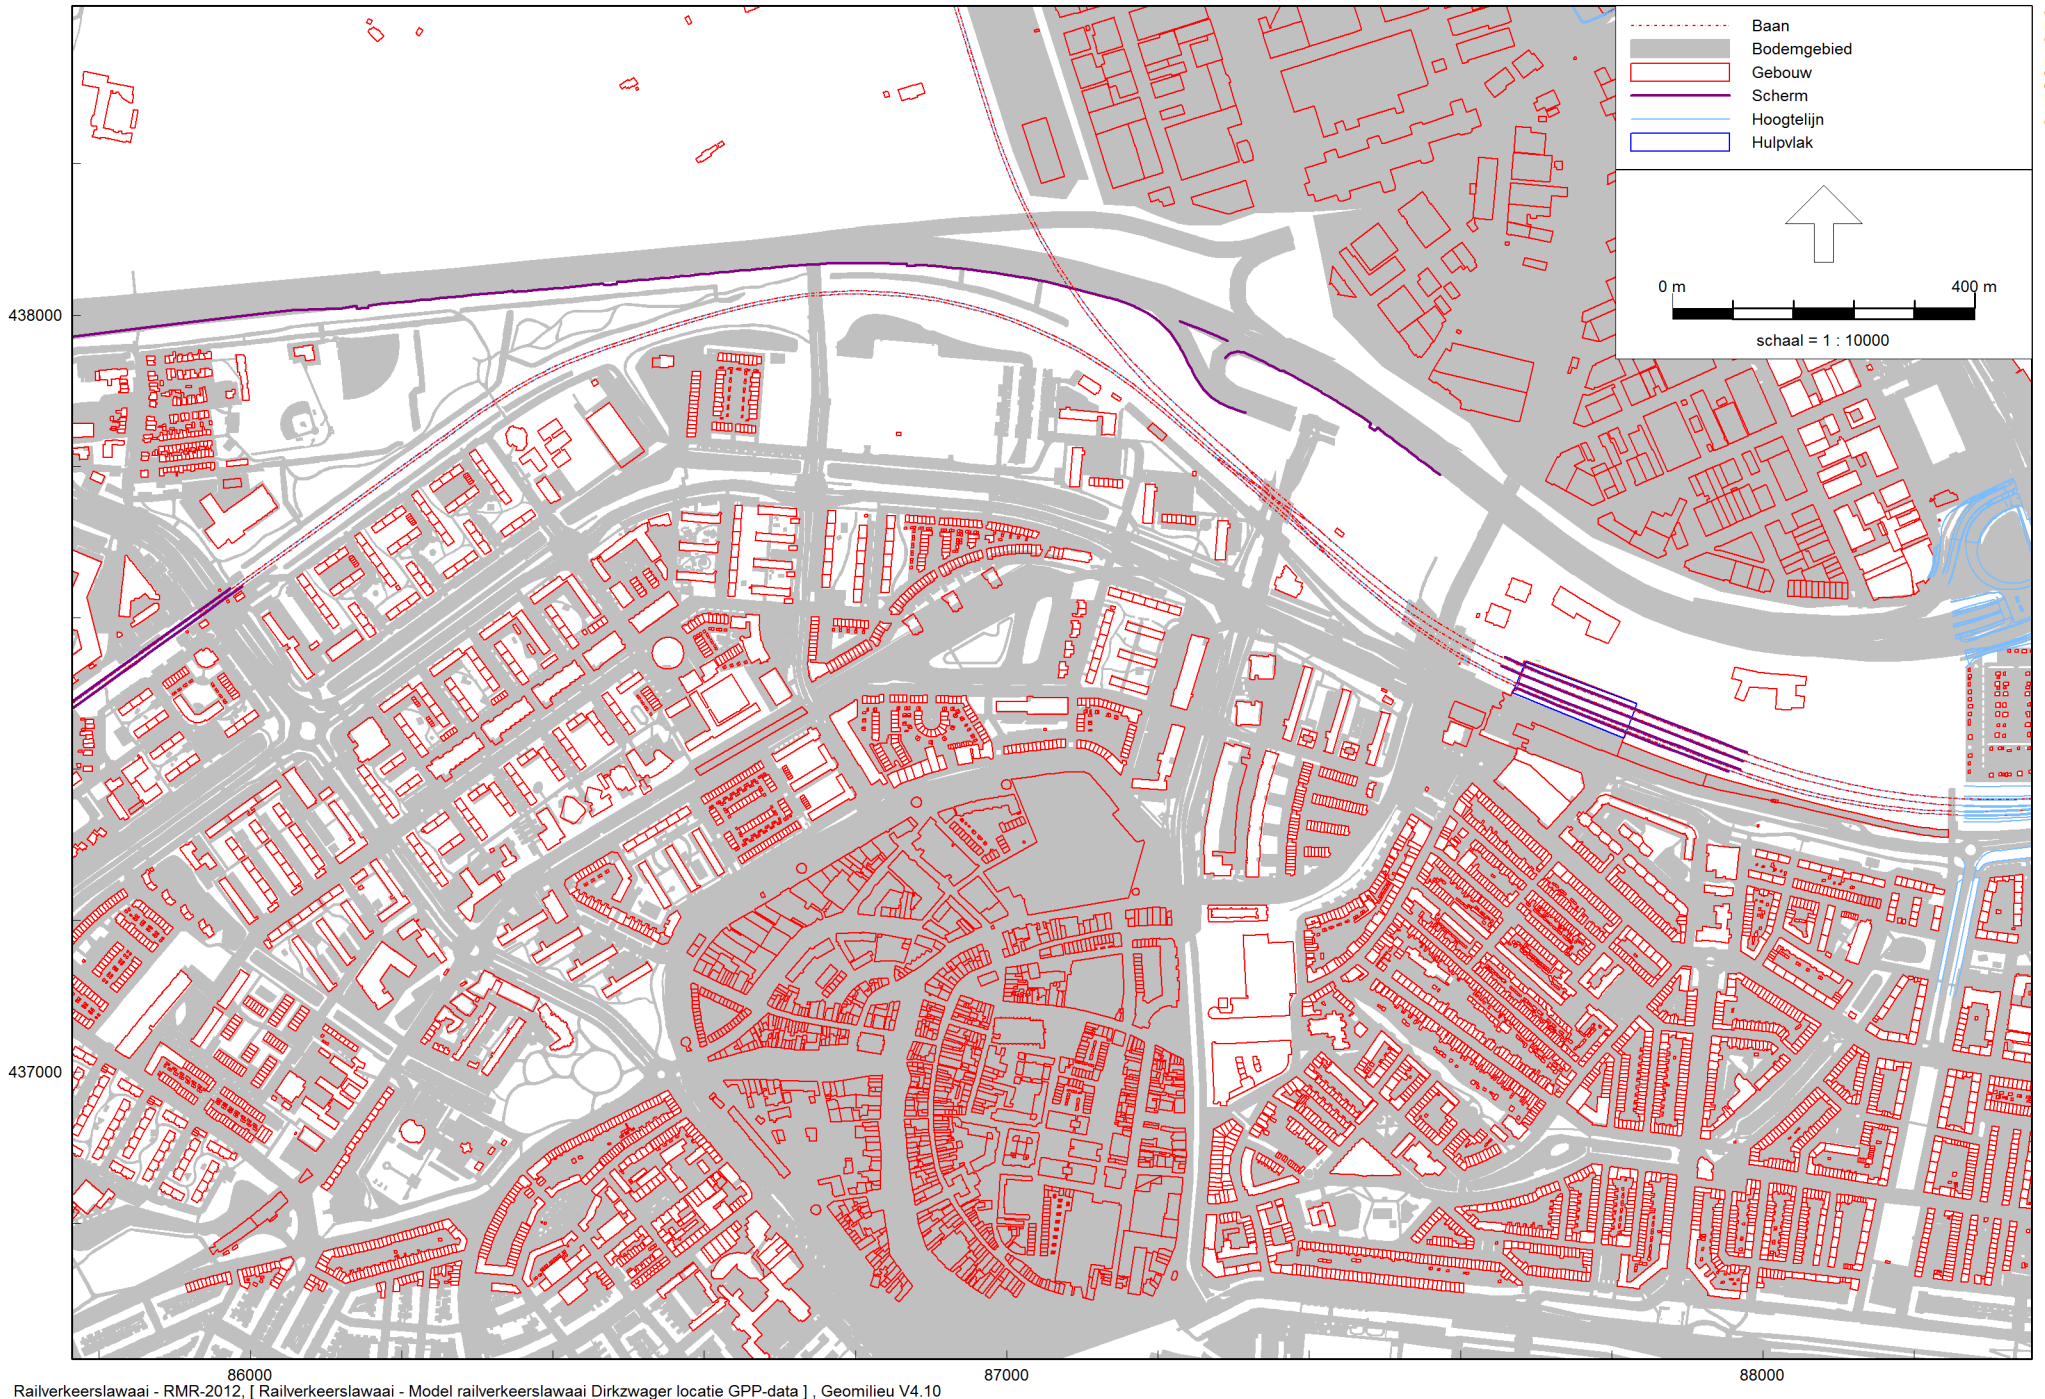 Baan
Bodemgebied
Gebouw
Scherm
Hoogtelijn
Hulpvlak
0 m 400 m
schaal = 1 : 10000
438000
437000
86000 87000 88000
Railverkeerslawaai - RMR-2012, [ Railverkeerslawaai - Model railverkeerslawaai Dirkzwager locatie GPP-data ] , Geomilieu V4.10